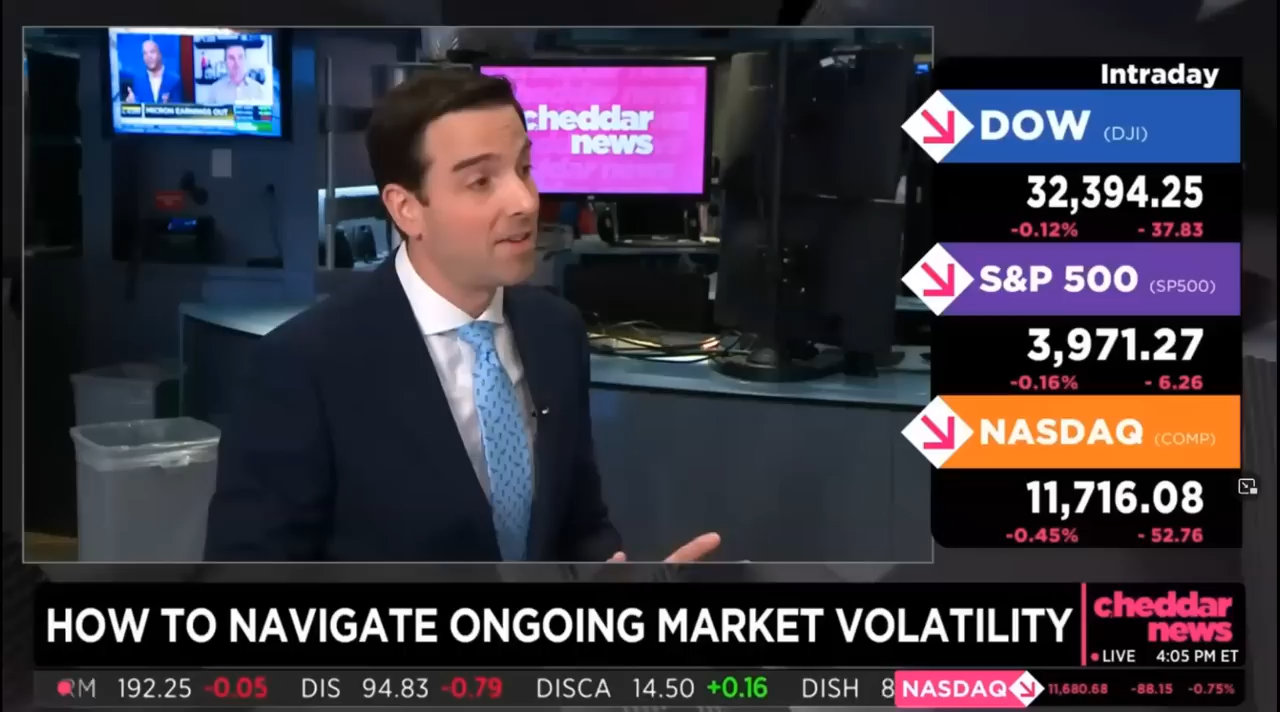 MICRON EARNINGS OUT
cheddar
news
Intraday
DOW (DJI)
32,394.25
-0.12% - 37.83
S&P 500 (SP500)
3,971.27
-0.16% - 6.26
NASDAQ (COMP)
11,716.08
-0.45% - 52.76
HOW TO NAVIGATE ONGOING MARKET VOLATILITY
cheddar
news
LIVE 4:05 PM ET
RM 192.25 -0.05 DIS 94.83 -0.79 DISCA 14.50 +0.16 DISH 8
NASDAQ 11,680.68 -88.15 -0.75%